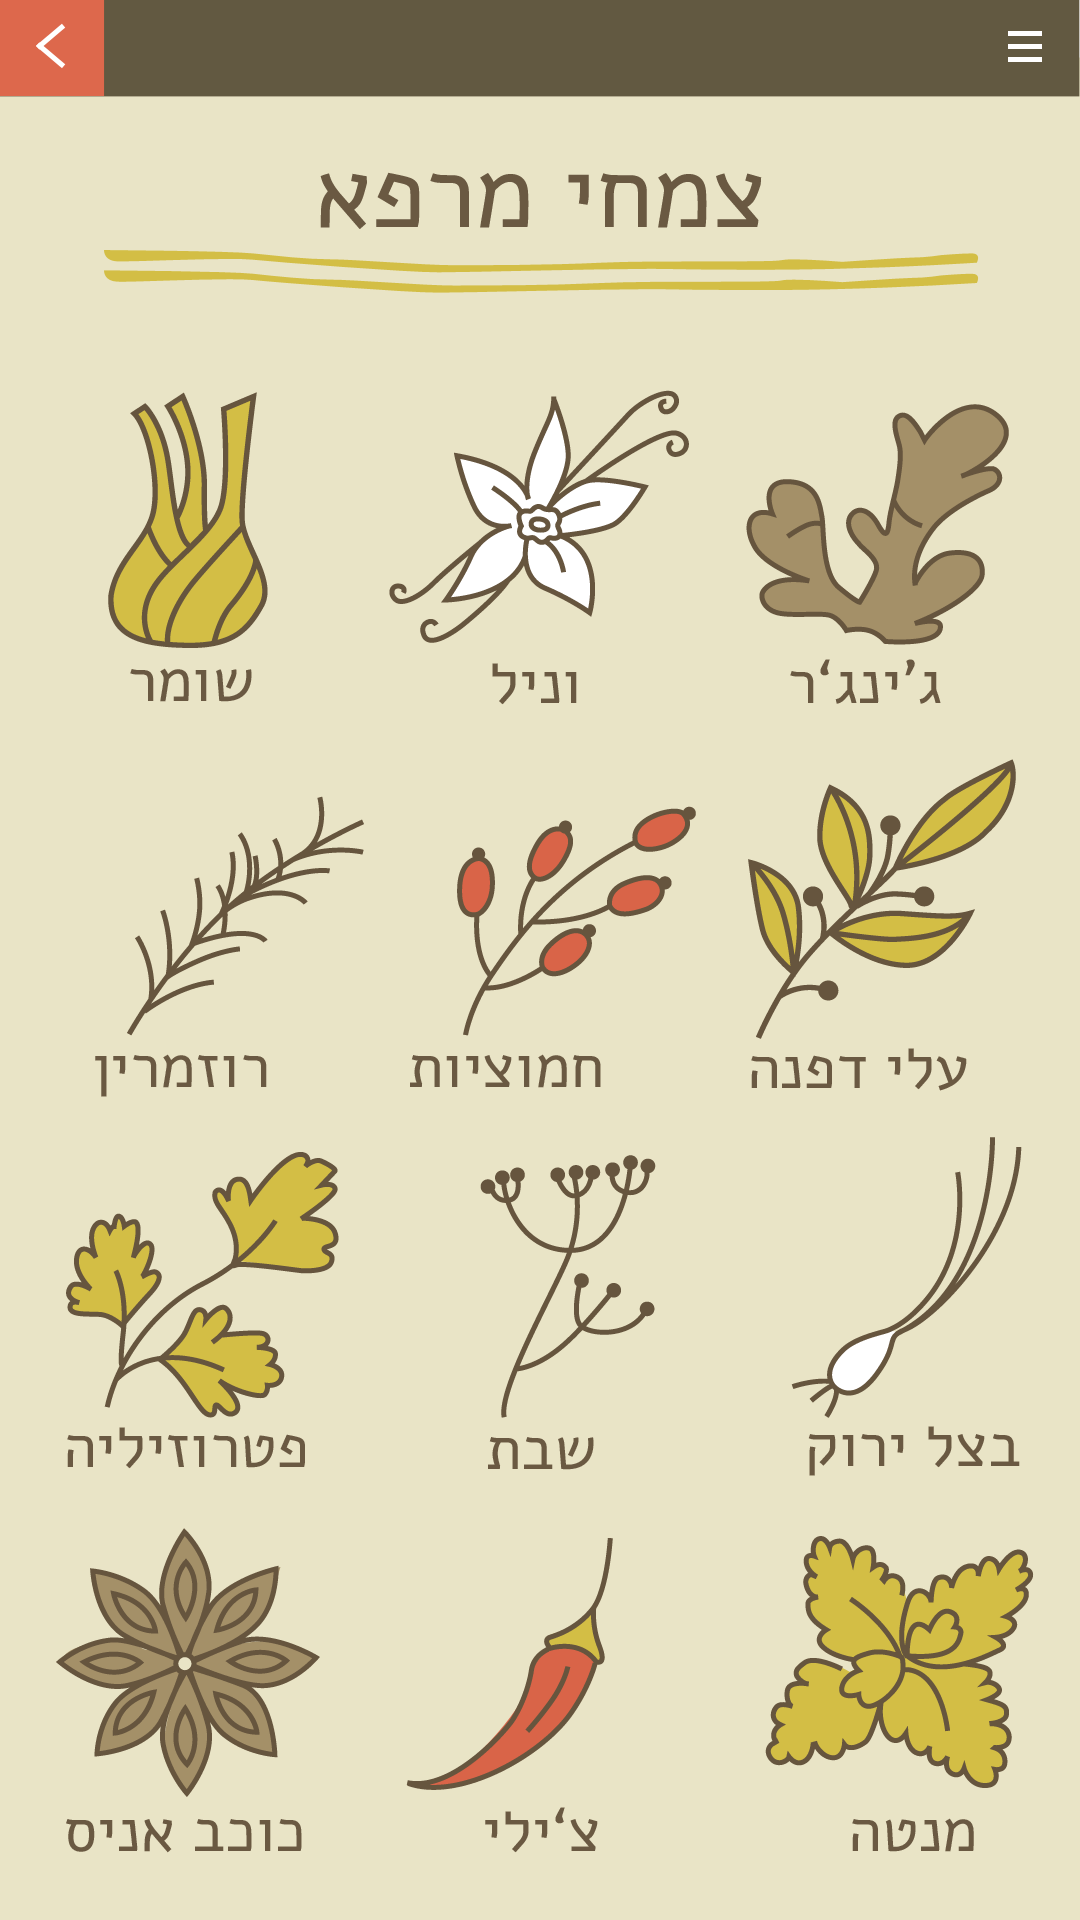 צמחי מרפא
ג'ינג'ר
וניל
שומר
עלי דפנה
חמוציות
רוזמרין
בצל ירוק
שבת
פטרוזיליה
מנטה
צ'ילי
כוכב אניס